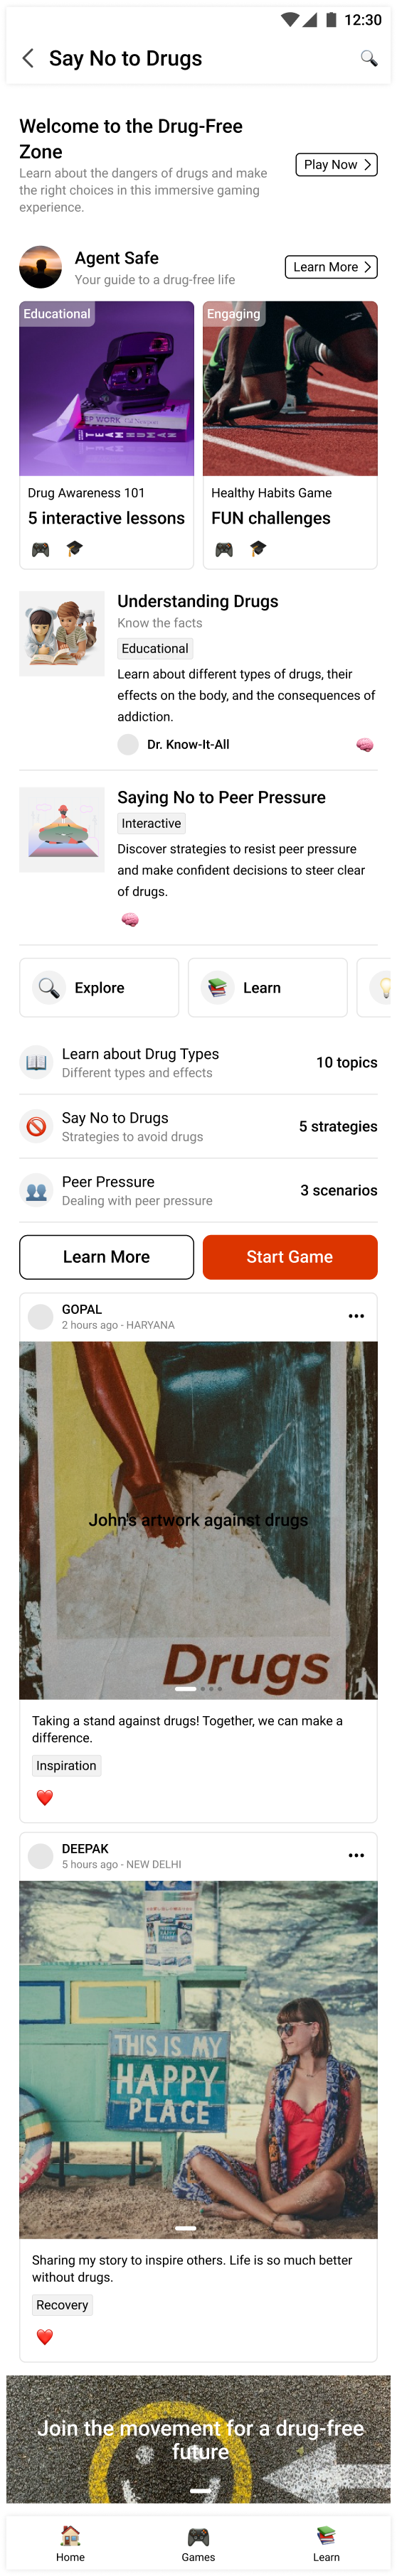 12:30
Say No to Drugs
Welcome to the Drug-Free
Zone
Learn about the dangers of drugs and make
the right choices in this immersive gaming
experience.
Play Now
Agent Safe
Your guide to a drug-free life
Learn More
Educational
Engaging
EP WORK
TEAM HUMAN
Drug Awareness 101
5 interactive lessons
Healthy Habits Game
FUN challenges
Understanding Drugs
Know the facts
Educational
Learn about different types of drugs, their
effects on the body, and the consequences of
addiction.
Dr. Know-It-All
Saying No to Peer Pressure
Interactive
Discover strategies to resist peer pressure
and make confident decisions to steer clear
of drugs.
Explore
Learn
Learn about Drug Types
Different types and effects
10 topics
Say No to Drugs
Strategies to avoid drugs
5 strategies
Peer Pressure
Dealing with peer pressure
3 scenarios
Learn More
Start Game
GOPAL
2 hours ago - HARYANA
John's artwork against drugs
Drugs
Taking a stand against drugs! Together, we can make a
difference.
Inspiration
DEEPAK
5 hours ago - NEW DELHI
THIS IS MY
HAPPY
PLACE
Sharing my story to inspire others. Life is so much better
without drugs.
Recovery
Join the movement for a drug-free
future
Home
Games
Learn